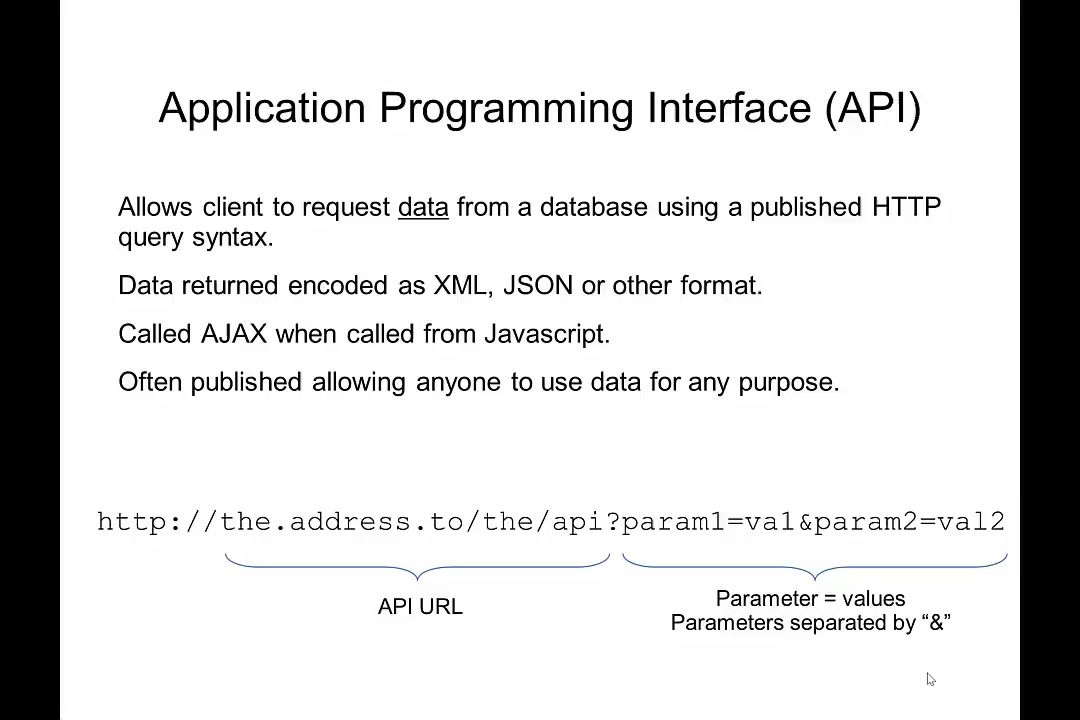 Application Programming Interface (API)
Allows client to request data from a database using a published HTTP
query syntax.
Data returned encoded as XML, JSON or other format.
Called AJAX when called from Javascript.
Often published allowing anyone to use data for any purpose.
http://the.address.to/the/api?param1=va1&param2=val2
API URL
Parameter = values
Parameters separated by “&”